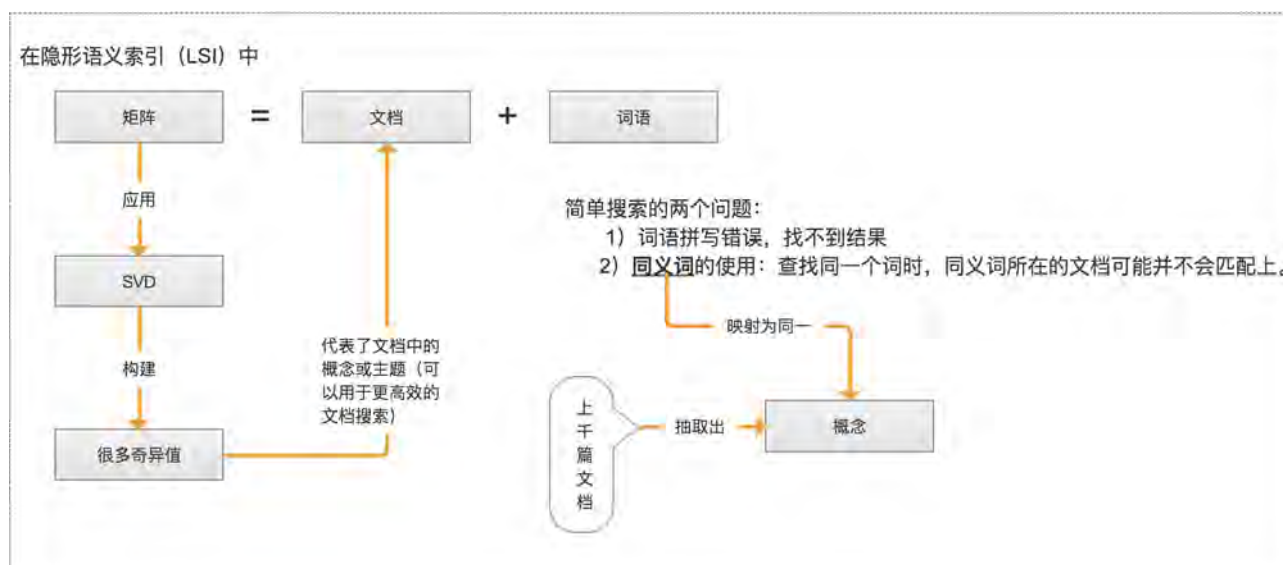 在隐形语义索引（LSI）中
矩阵
=
文档
+
词语
应用
SVD
构建
很多奇异值
代表了文档中的
概念或主题（可
以用于更高效的
文档搜索）
简单搜索的两个问题：
1）词语拼写错误，找不到结果
2）同义词的使用：查找同一个词时，同义词所在的文档可能并不会匹配上。
映射为同一
上
千
篇
文
档
抽取出
概念